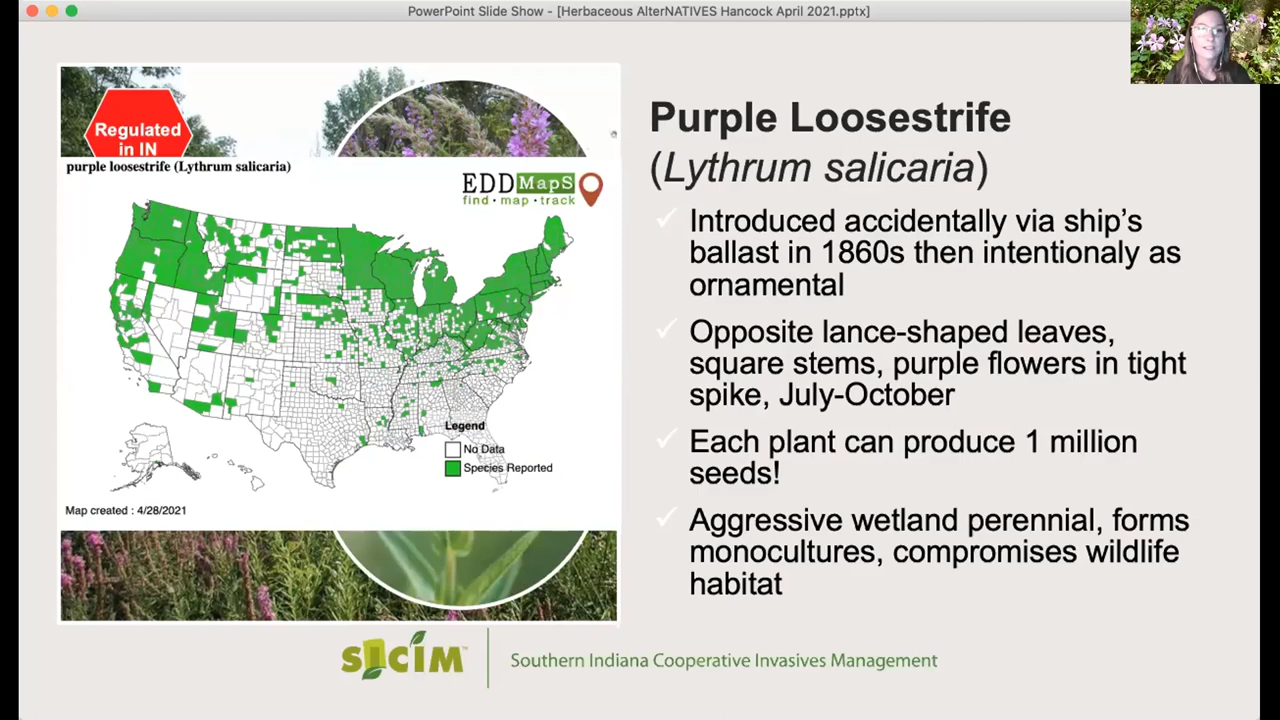 PowerPoint Slide Show - [Herbaceous AlterNATIVES Hancock April 2021.pptx]
Regulated
in IN
purple loosestrife (Lythrum salicaria)
EDDMapS
find · map · track
Legend
No Data
Species Reported
Map created : 4/28/2021
Purple Loosestrife
(Lythrum salicaria)
Introduced accidentally via ship's
ballast in 1860s then intentionaly as
ornamental
Opposite lance-shaped leaves,
square stems, purple flowers in tight
spike, July-October
Each plant can produce 1 million
seeds!
Aggressive wetland perennial, forms
monocultures, compromises wildlife
habitat
SICIM™
Southern Indiana Cooperative Invasives Management